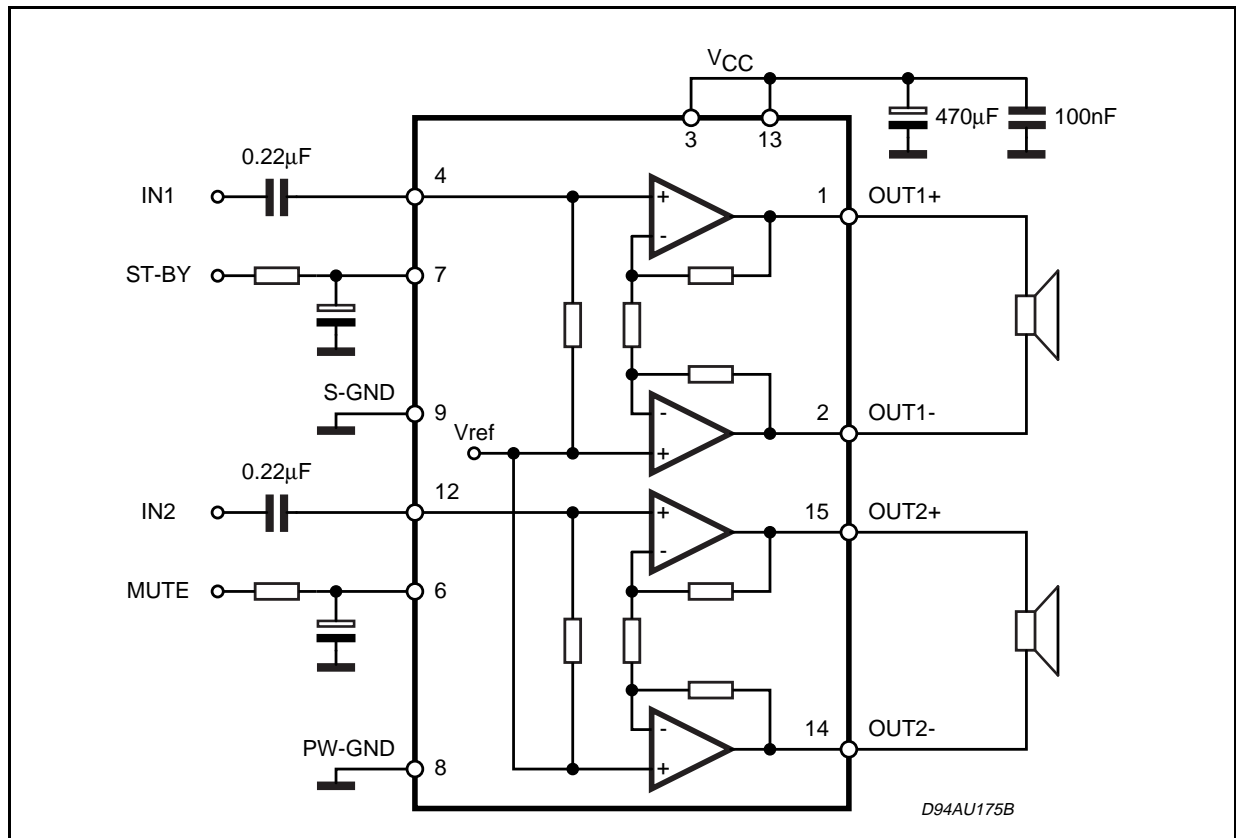 VCC
470µF
100nF
3
13
0.22µF
IN1
4
+
-
1
OUT1+
ST-BY
7
S-GND
9
-
+
2
OUT1-
Vref
0.22µF
IN2
12
+
-
15
OUT2+
MUTE
6
-
+
14
OUT2-
PW-GND
8
D94AU175B